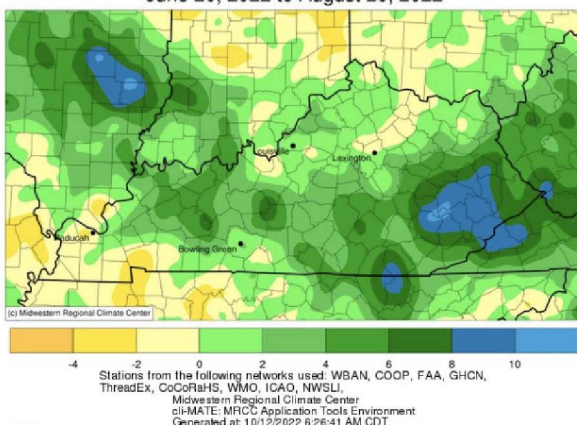 2022 to August 20, 2022
Louisville
Lexington
Paducah
Bowling Green
(c) Midwestern Regional Climate Center
-4 -2 0 2 4 6 8 10
Stations from the following networks used: WBAN, COOP, FAA, GHCN,
ThreadEx, CoCoRaHS, WMO, ICAO, NWSLI,
Midwestern Regional Climate Center
cli-MATE: MRCC Application Tools Environment
Generated at: 10/12/2022 6:26:41 AM CDT